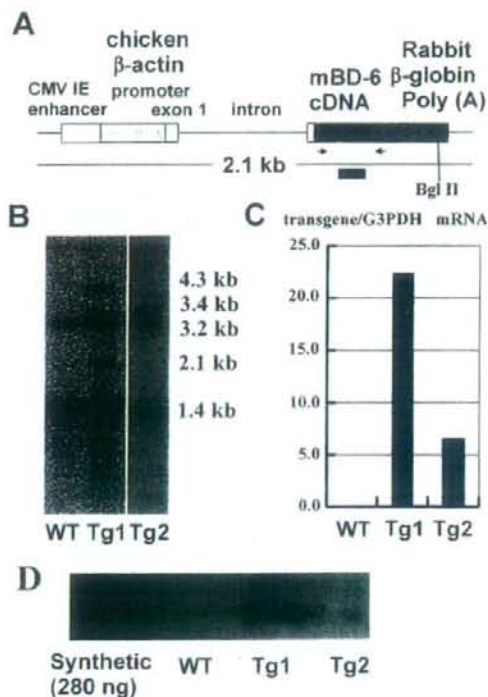 A
chicken
β-actin
CMV IE
enhancer
promoter
exon 1
intron
mBD-6
cDNA
Rabbit
β-globin
Poly (A)
2.1 kb
Bgl II
B
4.3 kb
3.4 kb
3.2 kb
2.1 kb
1.4 kb
WT Tg1 Tg2
C
transgene/G3PDH mRNA
25.0
20.0
15.0
10.0
5.0
0.0
WT Tg1 Tg2
D
Synthetic
(280 ng)
WT Tg1 Tg2